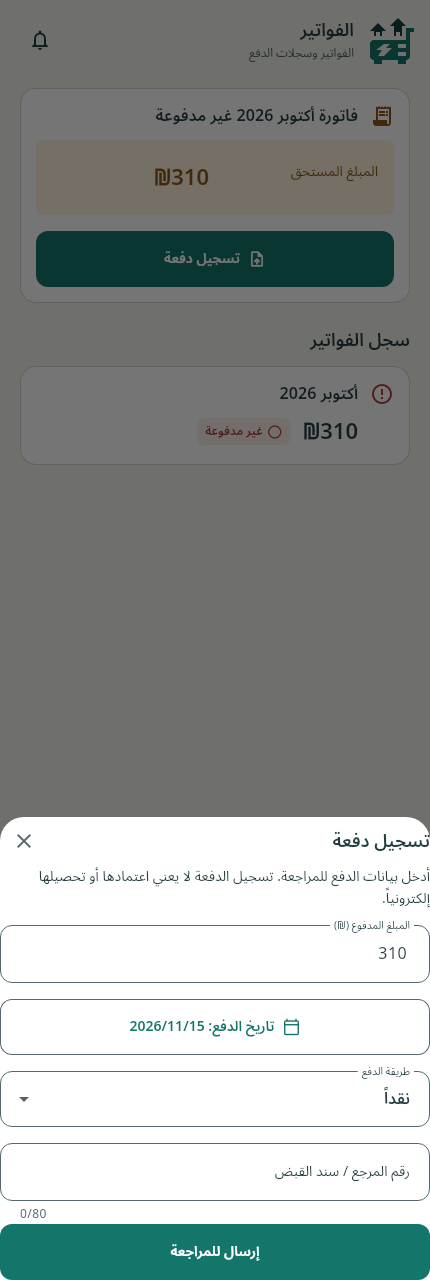 الفواتير
الفواتير وسجلات الدفع
فاتورة أكتوبر 2026 غير مدفوعة
المبلغ المستحق
₪310
تسجيل دفعة
سجل الفواتير
أكتوبر 2026
₪310
غير مدفوعة
تسجيل دفعة
أدخل بيانات الدفع للمراجعة. تسجيل الدفعة لا يعني اعتمادها أو تحصيلها
إلكترونياً.
المبلغ المدفوع (₪)
310
تاريخ الدفع: 2026/11/15
طريقة الدفع
نقداً
رقم المرجع / سند القبض
0/80
إرسال للمراجعة